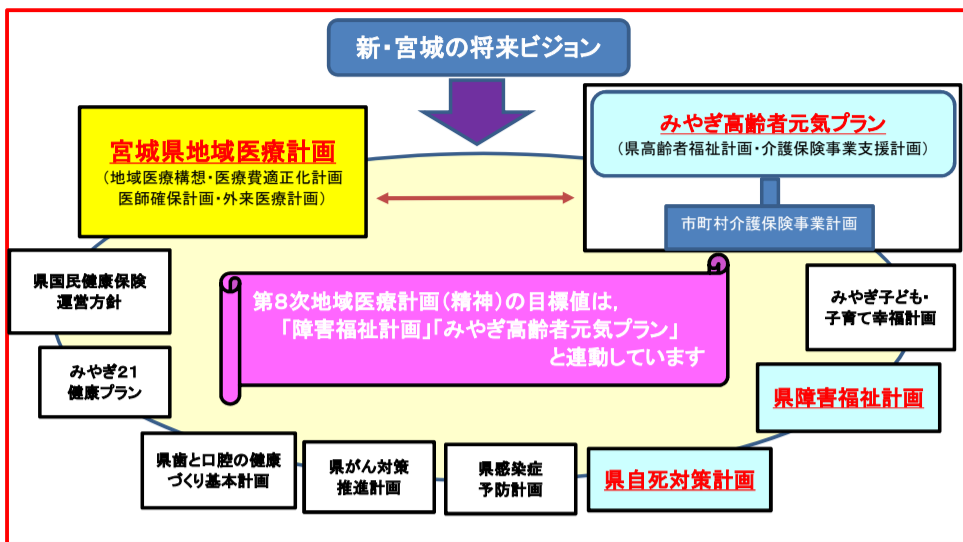 新・宮城の将来ビジョン
宮城県地域医療計画
（地域医療構想・医療費適正化計画
医師確保計画・外来医療計画）
みやぎ高齢者元気プラン
（県高齢者福祉計画・介護保険事業支援計画）
市町村介護保険事業計画
県国民健康保険
運営方針
第８次地域医療計画（精神）の目標値は，
「障害福祉計画」「みやぎ高齢者元気プラン」
と連動しています
みやぎ子ども・
子育て幸福計画
みやぎ２１
健康プラン
県障害福祉計画
県歯と口腔の健康
づくり基本計画
県がん対策
推進計画
県感染症
予防計画
県自死対策計画